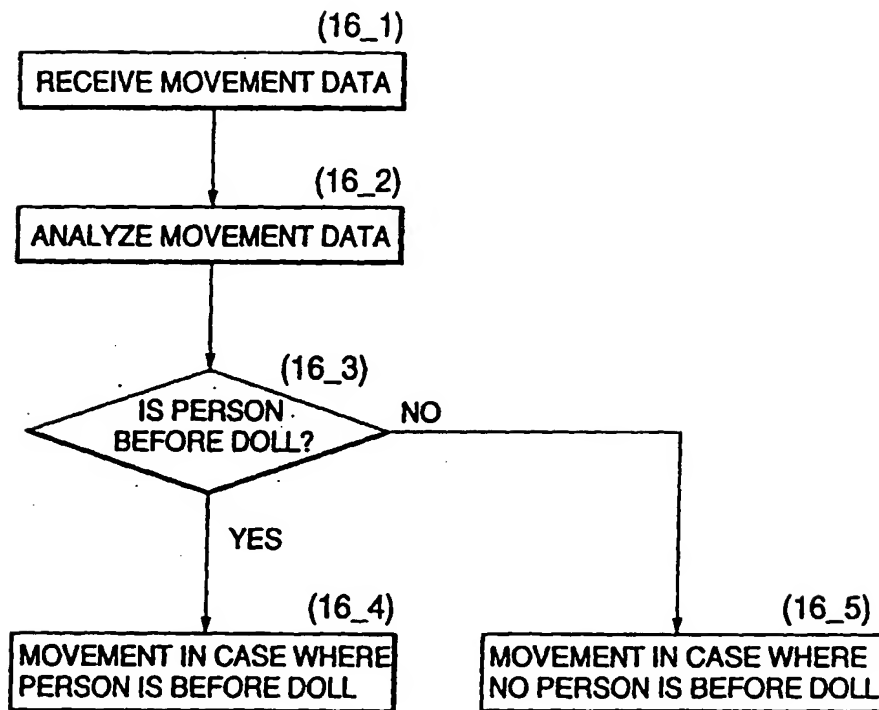 (16_1)
RECEIVE MOVEMENT DATA
(16_2)
ANALYZE MOVEMENT DATA
(16_3)
IS PERSON
BEFORE DOLL?
NO
YES
(16_4)
MOVEMENT IN CASE WHERE
PERSON IS BEFORE DOLL
(16_5)
MOVEMENT IN CASE WHERE
NO PERSON IS BEFORE DOLL